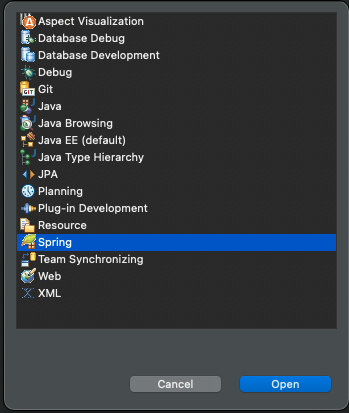 Aspect Visualization
Database Debug
Database Development
Debug
GIT Git
Java
Java Browsing
Java EE (default)
Java Type Hierarchy
JPA
Planning
Plug-in Development
Resource
Spring
Team Synchronizing
Web
XML
Cancel Open